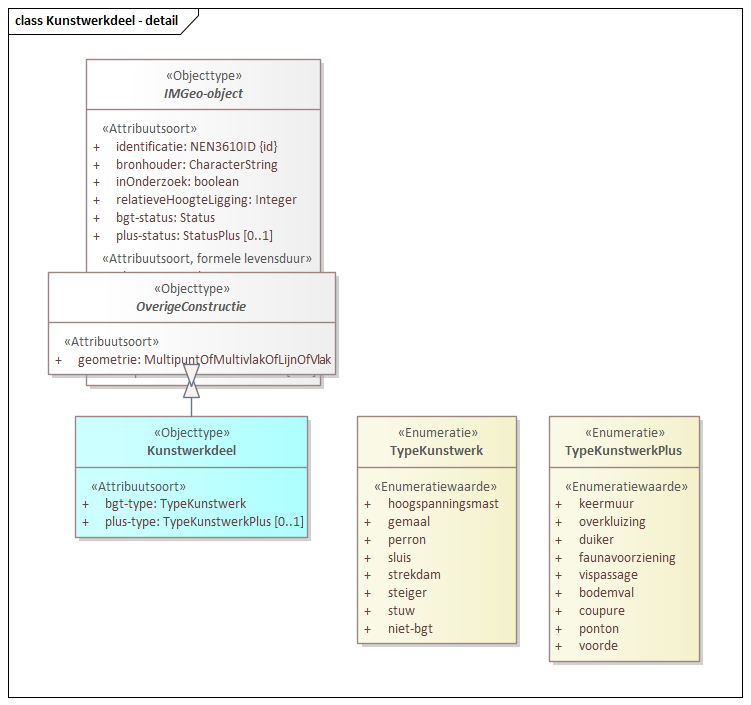 class Kunstwerkdeel - detail
«Objecttype»
IMGeo-object
«Attribuutsoort»
+ identificatie: NEN3610ID {id}
+ bronhouder: CharacterString
+ inOnderzoek: boolean
+ relatieveHoogteLigging: Integer
+ bgt-status: Status
+ plus-status: StatusPlus [0..1]
«Attribuutsoort, formele levensduur»
«Objecttype»
OverigeConstructie
«Attribuutsoort»
+ geometrie: MultipuntOfMultivlakOfLijnOfVlak
«Objecttype»
Kunstwerkdeel
«Attribuutsoort»
+ bgt-type: TypeKunstwerk
+ plus-type: TypeKunstwerkPlus [0..1]
«Enumeratie»
TypeKunstwerk
«Enumeratiewaarde»
+ hoogspanningsmast
+ gemaal
+ perron
+ sluis
+ strekdam
+ steiger
+ stuw
+ niet-bgt
«Enumeratie»
TypeKunstwerkPlus
«Enumeratiewaarde»
+ keermuur
+ overkluizing
+ duiker
+ faunavoorziening
+ vispassage
+ bodemval
+ coupure
+ ponton
+ voorde